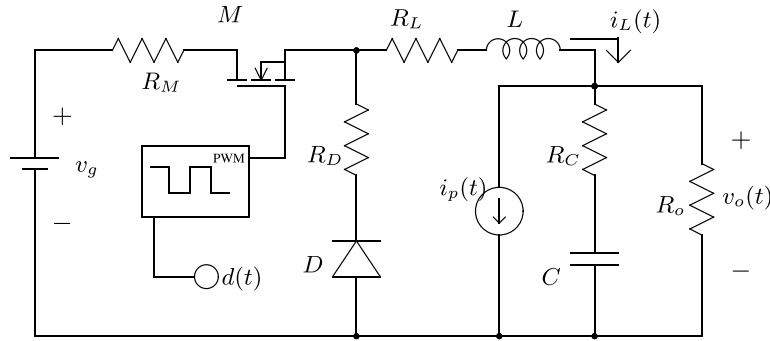 M
R_L
L
i_L(t)
R_M
+
v_g
−
PWM
R_D
R_C
i_p(t)
R_o
+
v_o(t)
−
D
C
d(t)